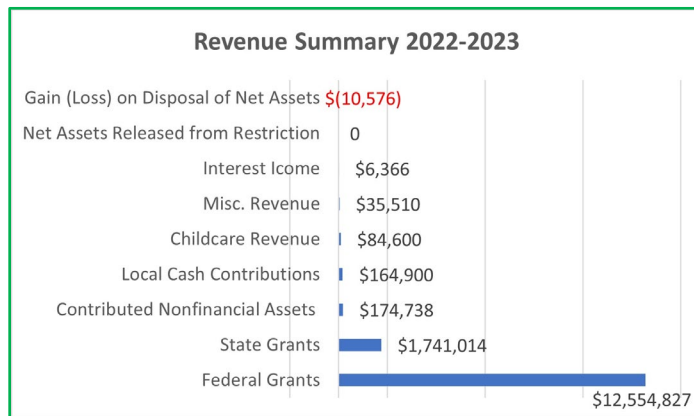 Revenue Summary 2022-2023
Gain (Loss) on Disposal of Net Assets $(10,576)
Net Assets Released from Restriction 0
Interest Icome $6,366
Misc. Revenue $35,510
Childcare Revenue $84,600
Local Cash Contributions $164,900
Contributed Nonfinancial Assets $174,738
State Grants $1,741,014
Federal Grants
$12,554,827